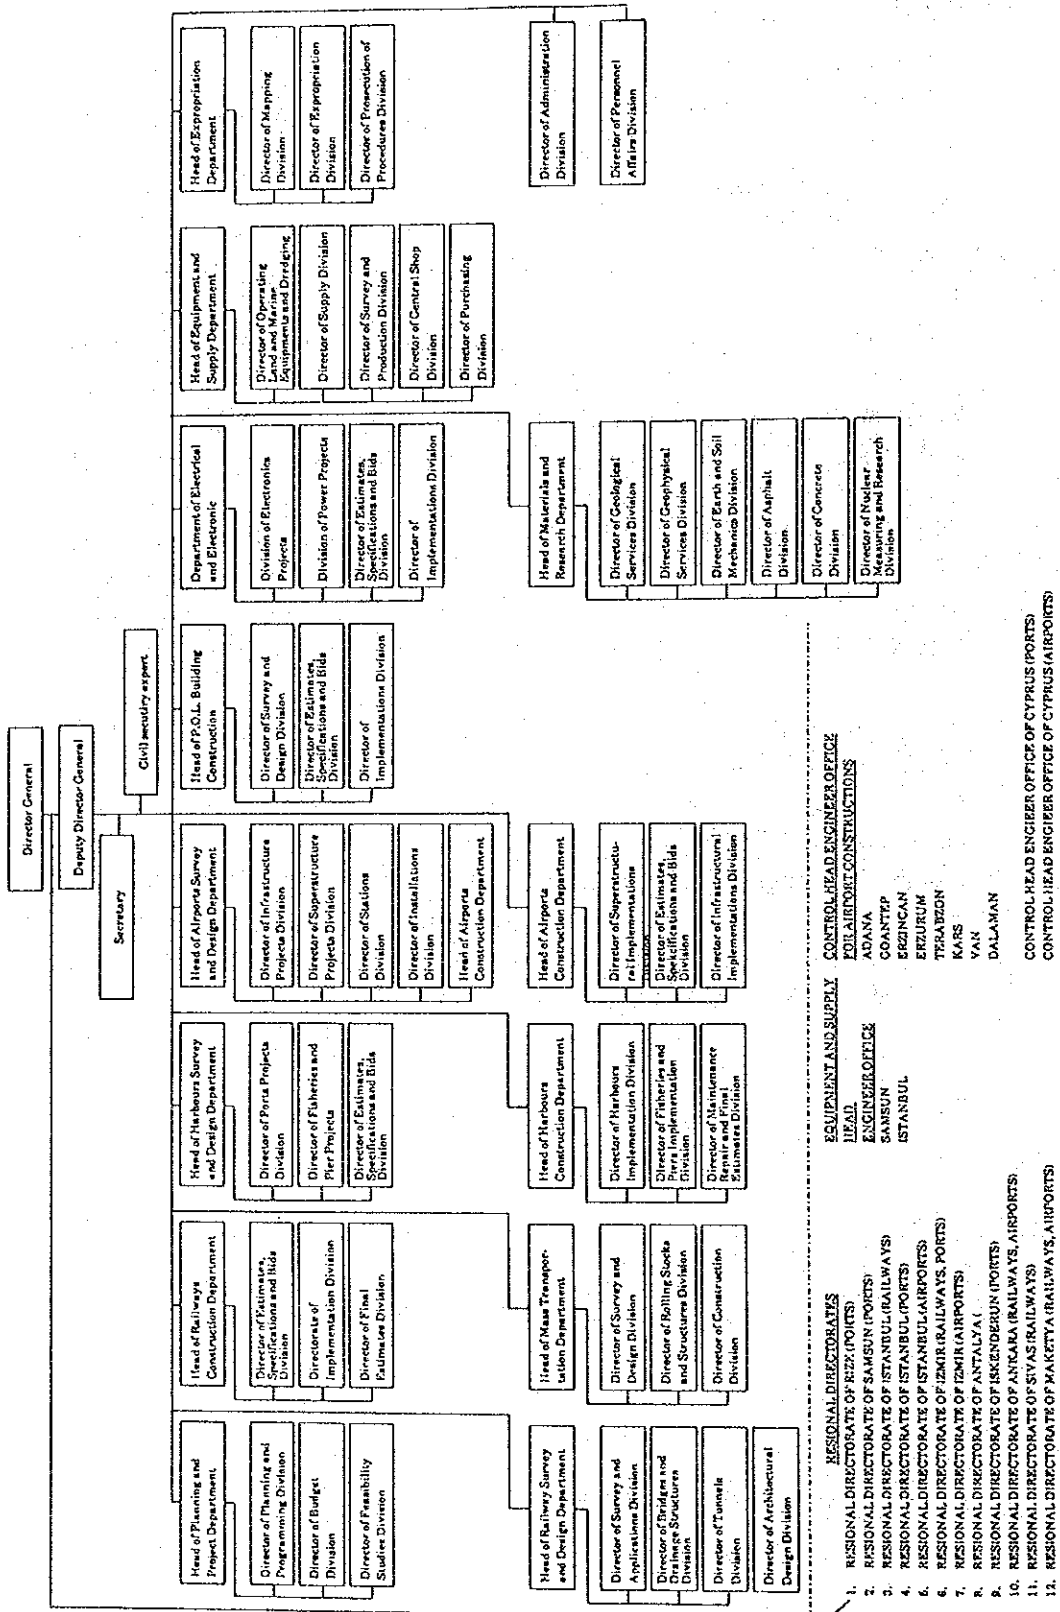 Director General
Deputy Director General
Secretary
Civil secutiry expert
Head of Planning and
Project Department
Director of Planning and
Programming Division
Director of Budget
Division
Director of Feasibility
Studies Division
Head of Railways
Construction Department
Director of Estimates,
Specifications and Bids
Division
Directorate of
Implementation Division
Director of Final
Estimates Division
Head of Harbours Survey
and Design Department
Director of Ports Projects
Division
Director of Fisheries and
Pier Projects
Director of Estimates,
Specifications and Bids
Division
Head of Airports Survey
and Design Department
Director of Infrastructure
Projects Division
Director of Superstructure
Projects Division
Director of Stations
Division
Director of Installations
Division
Head of Airports
Construction Department
Head of P.O.L. Building
Construction
Director of Survey and
Design Division
Director of Estimates,
Specifications and Bids
Division
Director of
Implementations Division
Department of Electrical
and Electronic
Division of Electronics
Projects
Division of Power Projects
Director of Estimates,
Specifications and Bids
Division
Director of
Implementations Division
Head of Equipment and
Supply Department
Director of Operating
Land and Marine
Equipments and Dredging
Director of Supply Division
Director of Survey and
Production Division
Director of Central Shop
Division
Director of Purchasing
Division
Head of Expropriation
Department
Director of Mapping
Division
Director of Expropriation
Division
Director of Prosecution of
Procedures Division
Head of Railway Survey
and Design Department
Director of Survey and
Applications Division
Director of Bridges and
Drainage Structures
Division
Director of Tunnels
Division
Director of Architectural
Design Division
Head of Mass Transpor-
tation Department
Director of Survey and
Design Division
Director of Rolling Stocks
and Structures Division
Director of Construction
Division
Head of Harbours
Construction Department
Director of Harbours
Implementation Division
Director of Fisheries and
Piers Implementation
Division
Director of Maintenance
Repair and Final
Estimates Division
Head of Airports
Construction Department
Director of Superstructu-
ral Implementations
Director of Estimates,
Spekcifications and Bids
Division
Director of Infrastructural
Implementations Division
Head of Materials and
Research Department
Director of Geological
Services Division
Director of Geophysical
Services Division
Director of Earth and Soil
Mechanics Division
Director of Asphalt
Division
Director of Concrete
Division
Director of Nuclear
Measuring and Research
Division
Director of Administration
Division
Director of Personnel
Affairs Division
RESIONAL DIRECTORATES
1. RESIONAL DIRECTORATE OF RIZE (PORTS)
2. RESIONAL DIRECTORATE OF SAMSUN (PORTS)
3. RESIONAL DIRECTORATE OF ISTANBUL (RAILWAYS)
4. RESIONAL DIRECTORATE OF ISTANBUL (PORTS)
5. RESIONAL DIRECTORATE OF ISTANBUL (AIRPORTS)
6. RESIONAL DIRECTORATE OF IZMIR (RAILWAYS, PORTS)
7. RESIONAL DIRECTORATE OF IZMIR (AIRPORTS)
8. RESIONAL DIRECTORATE OF ANTALYA (
9. RESIONAL DIRECTORATE OF ISKENDERUN (PORTS)
10. RESIONAL DIRECTORATE OF ANKARA (RAILWAYS, AIRPORTS)
11. RESIONAL DIRECTORATE OF SIVAS (RAILWAYS)
12. RESIONAL DIRECTORATE OF MAKETYA (RAILWAYS, AIRPORTS)
EQUIPMENT AND SUPPLY
HEAD
ENGINEER OFFICE
SAMSUN
ISTANBUL
CONTROL HEAD ENGINEER OFFICE
FOR AIRPORT CONSTRUCTIONS
ADANA
GOANTEP
ERZINCAN
ERZURUM
TERABZON
KARS
VAN
DALAMAN
CONTROL HEAD ENGIEER OFFICE OF CYPRUS (PORTS)
CONTROL HEAD ENGIEER OFFICE OF CYPRUS (AIRPORTS)